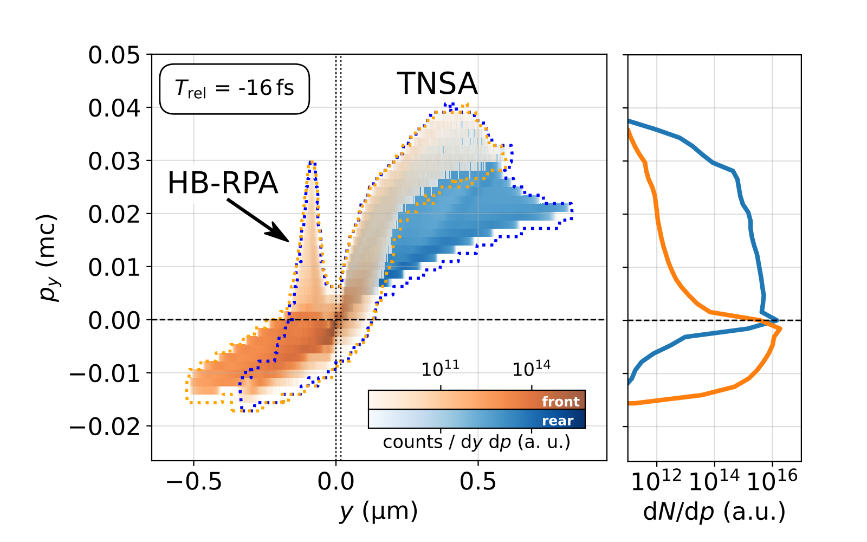 0.05
0.04
0.03
0.02
0.01
0.00
−0.01
−0.02
p_y (mc)
T_rel = -16 fs
TNSA
HB-RPA
10^11 10^14
front
rear
counts / dy dp (a. u.)
−0.5 0.0 0.5
y (μm)
10^12 10^14 10^16
dN/dp (a.u.)